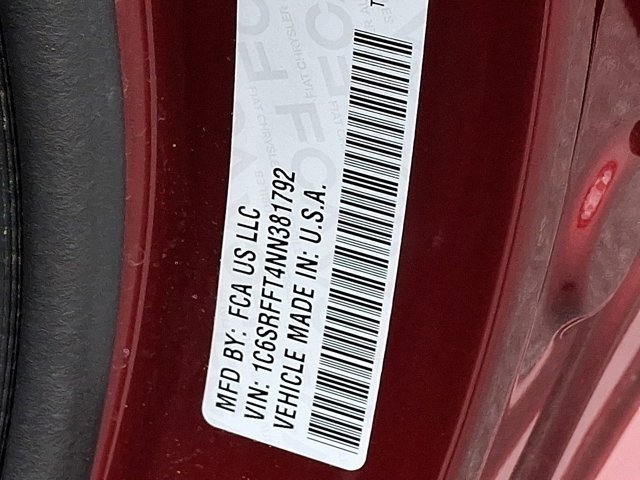 MFD BY: FCA US LLC
VIN: 1C6SRFFT4NN381792
VEHICLE MADE IN: U.S.A.